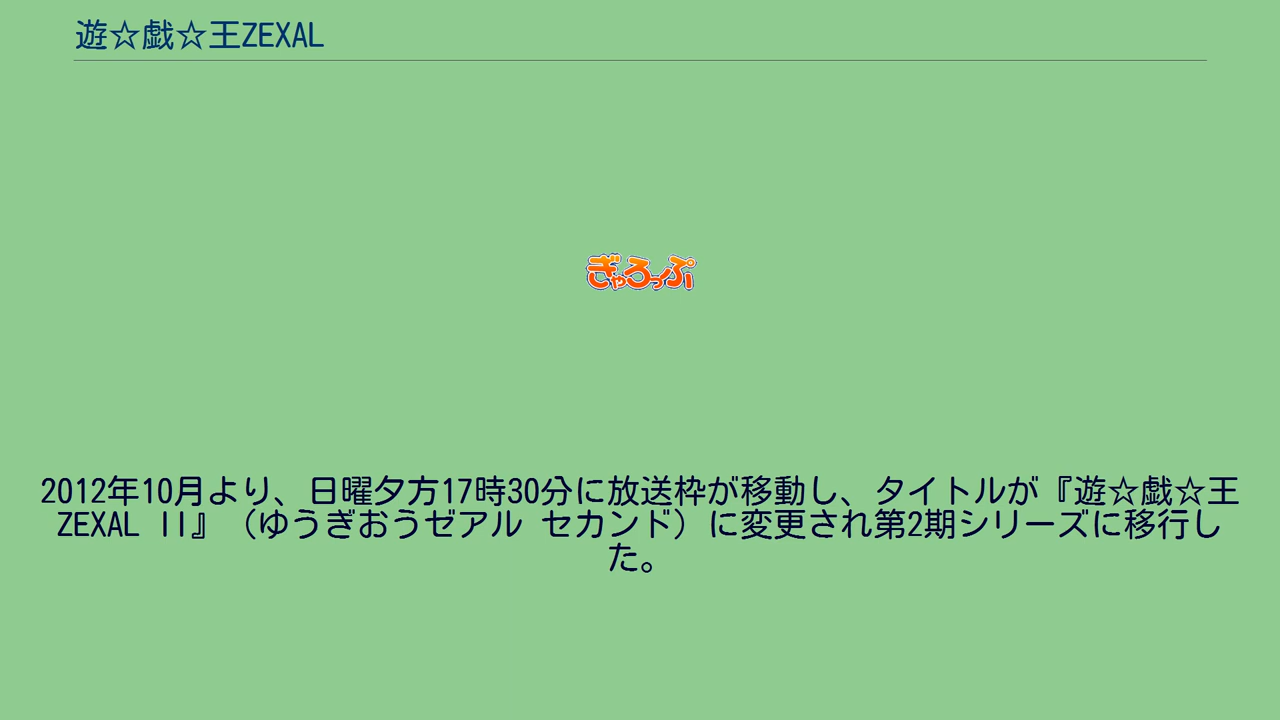 遊☆戯☆王ZEXAL
ぎゃろっぷ
2012年10月より、日曜夕方17時30分に放送枠が移動し、タイトルが『遊☆戯☆王
ZEXAL II』（ゆうぎおうゼアル セカンド）に変更され第2期シリーズに移行し
た。